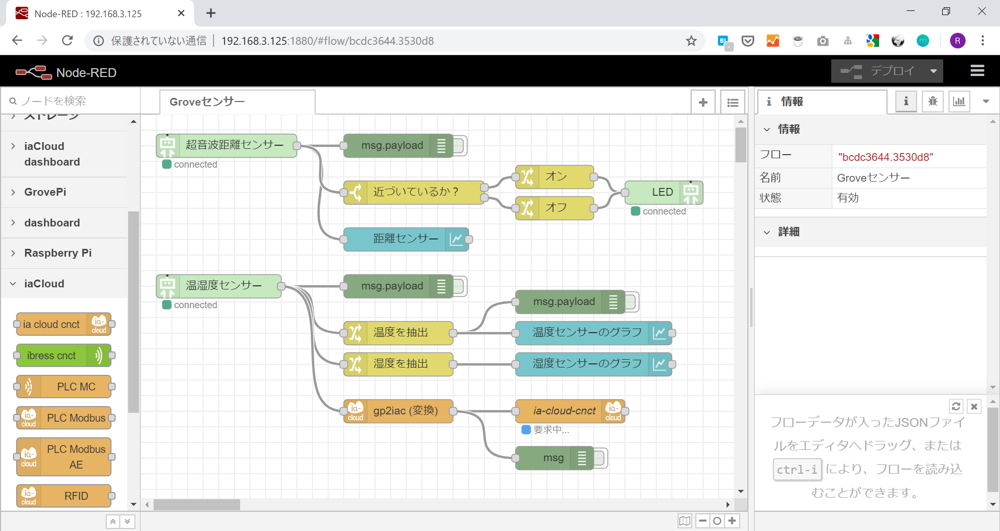 Node-RED : 192.168.3.125
保護されていない通信 | 192.168.3.125:1880/#flow/bcdc3644.3530d8
R
m
Node-RED
デプロイ
ノードを検索
ストレージ
iaCloud
dashboard
GrovePi
dashboard
Raspberry Pi
iaCloud
ia cloud cnct
ia-
cloud
ibress cnct
PLC MC
ia-
cloud
PLC Modbus
ia-
cloud
PLC Modbus
AE
ia-
cloud
RFID
Groveセンサー
超音波距離センサー
connected
msg.payload
近づいているか？
オン
オフ
LED
connected
距離センサー
温湿度センサー
connected
msg.payload
msg.payload
温度を抽出
温度センサーのグラフ
湿度を抽出
湿度センサーのグラフ
ia-
cloud
gp2iac (変換)
ia-cloud-cnct
ia-
cloud
要求中...
msg
情報
情報
フロー
"bcdc3644.3530d8"
名前
Groveセンサー
状態
有効
詳細
フローデータが入ったJSONファイ
ルをエディタへドラッグ、または
ctrl-i により、フローを読み込
むことができます。